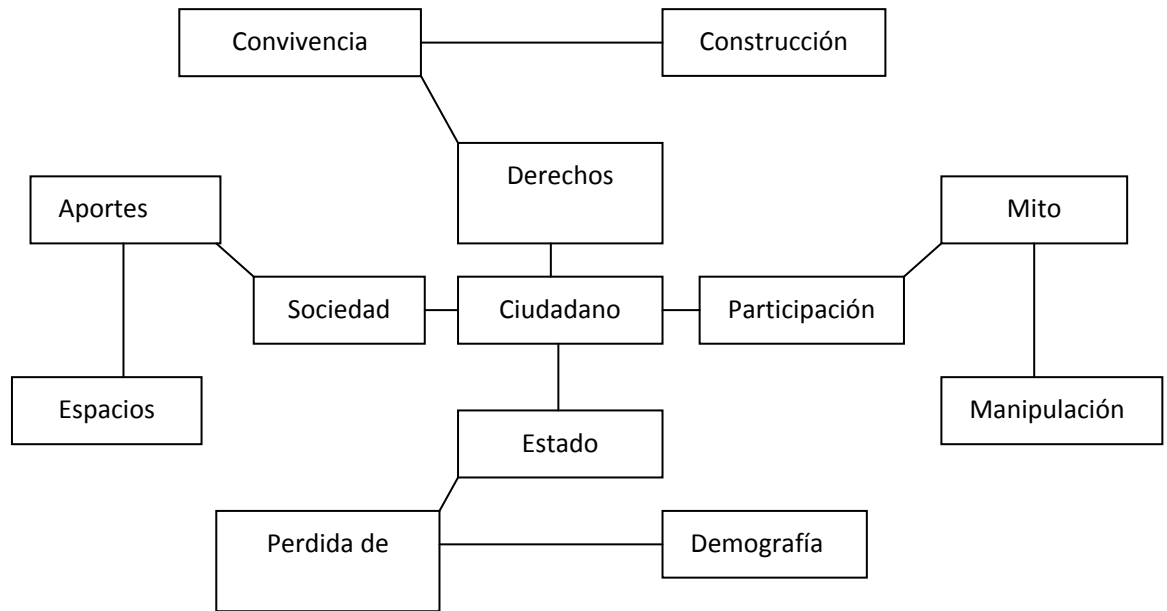 Convivencia
Construcción
Derechos
Aportes
Mito
Sociedad
Ciudadano
Participación
Espacios
Manipulación
Estado
Perdida de
Demografía